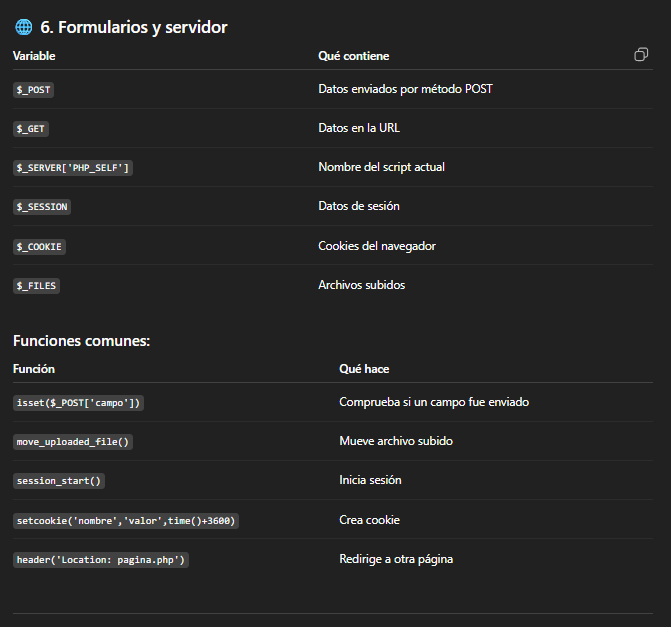 🌐 6. Formularios y servidor
Variable Qué contiene
$_POST Datos enviados por método POST
$_GET Datos en la URL
$_SERVER['PHP_SELF'] Nombre del script actual
$_SESSION Datos de sesión
$_COOKIE Cookies del navegador
$_FILES Archivos subidos
Funciones comunes:
Función Qué hace
isset($_POST['campo']) Comprueba si un campo fue enviado
move_uploaded_file() Mueve archivo subido
session_start() Inicia sesión
setcookie('nombre','valor',time()+3600) Crea cookie
header('Location: pagina.php') Redirige a otra página